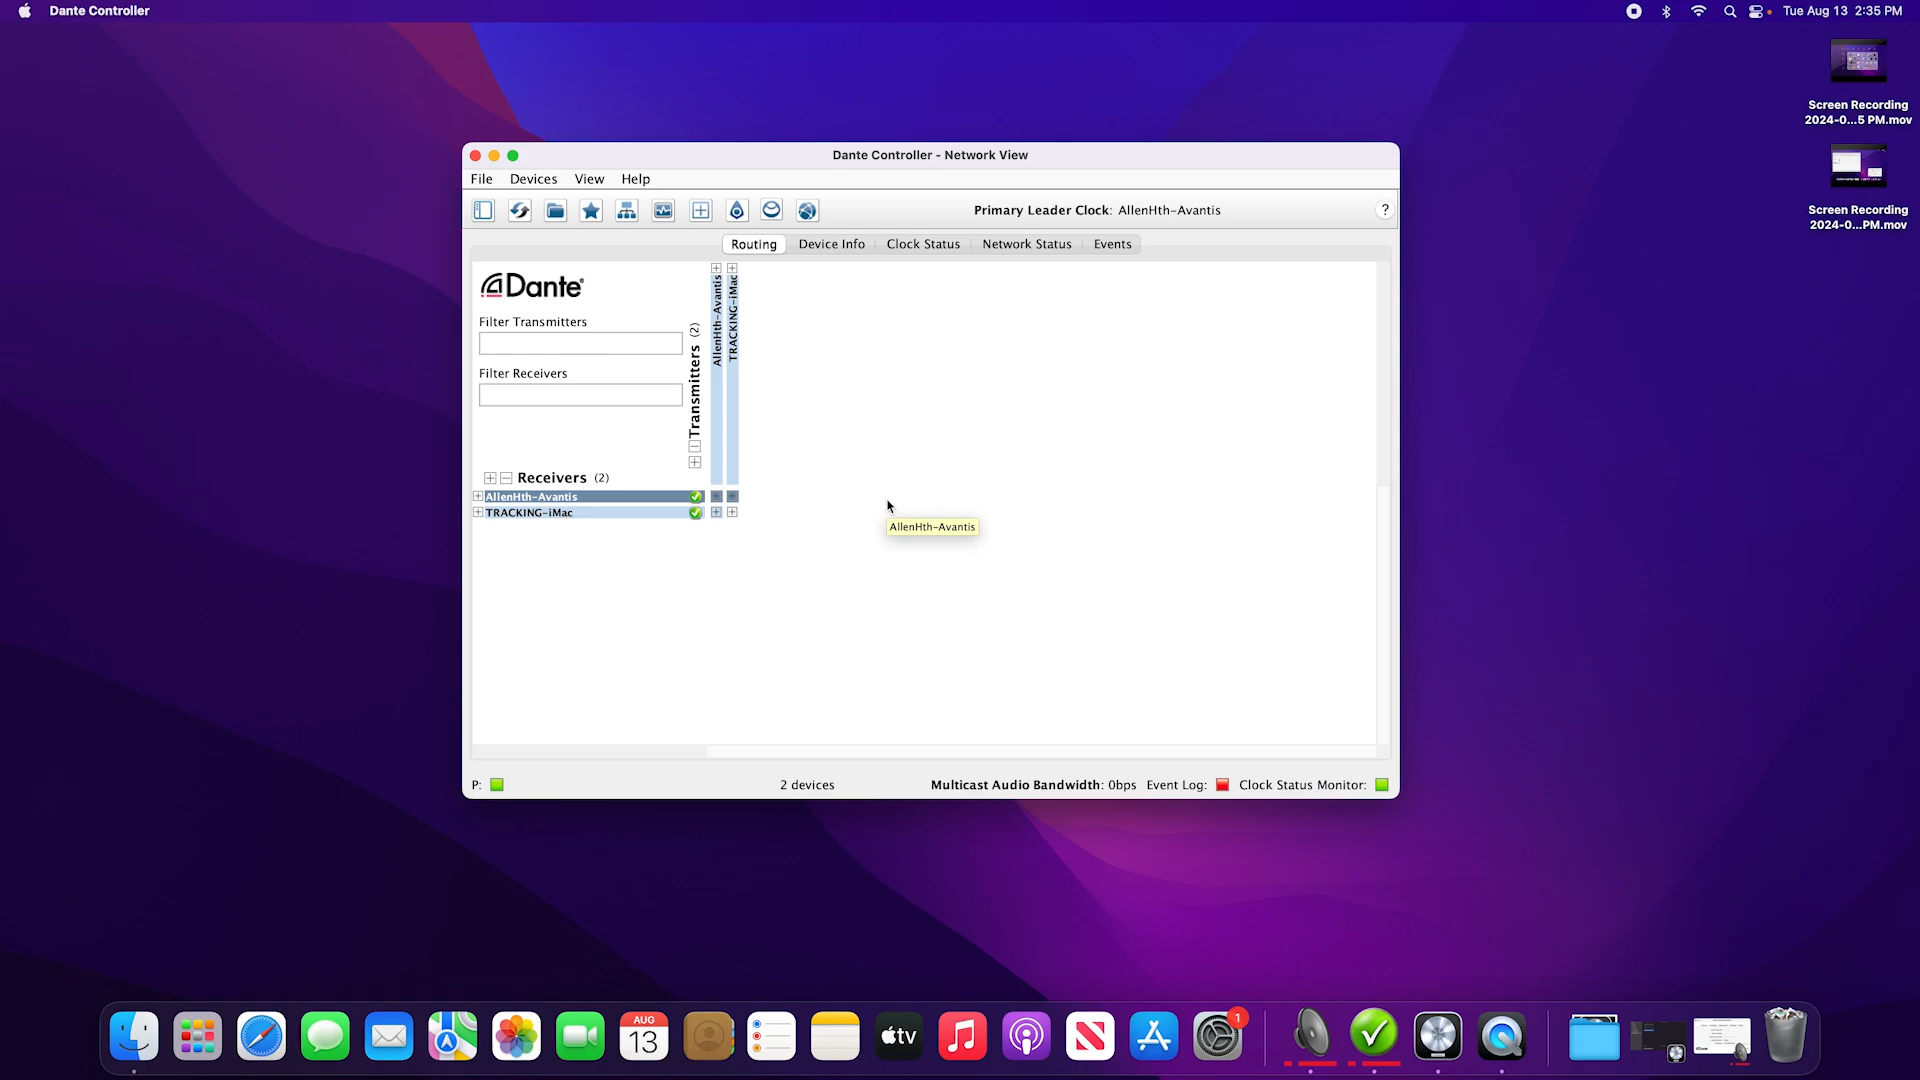 Dante Controller
Tue Aug 13 2:35 PM
Screen Recording
2024-0...5 PM.mov
Screen Recording
2024-0...PM.mov
Dante Controller - Network View
File Devices View Help
Primary Leader Clock: AllenHth-Avantis
?
Routing Device Info Clock Status Network Status Events
Dante
Filter Transmitters
Filter Receivers
Transmitters (2)
AllenHth-Avantis
TRACKING-iMac
Receivers (2)
AllenHth-Avantis
TRACKING-iMac
AllenHth-Avantis
P:
2 devices
Multicast Audio Bandwidth: 0bps Event Log:
Clock Status Monitor:
AUG
13
tv
1